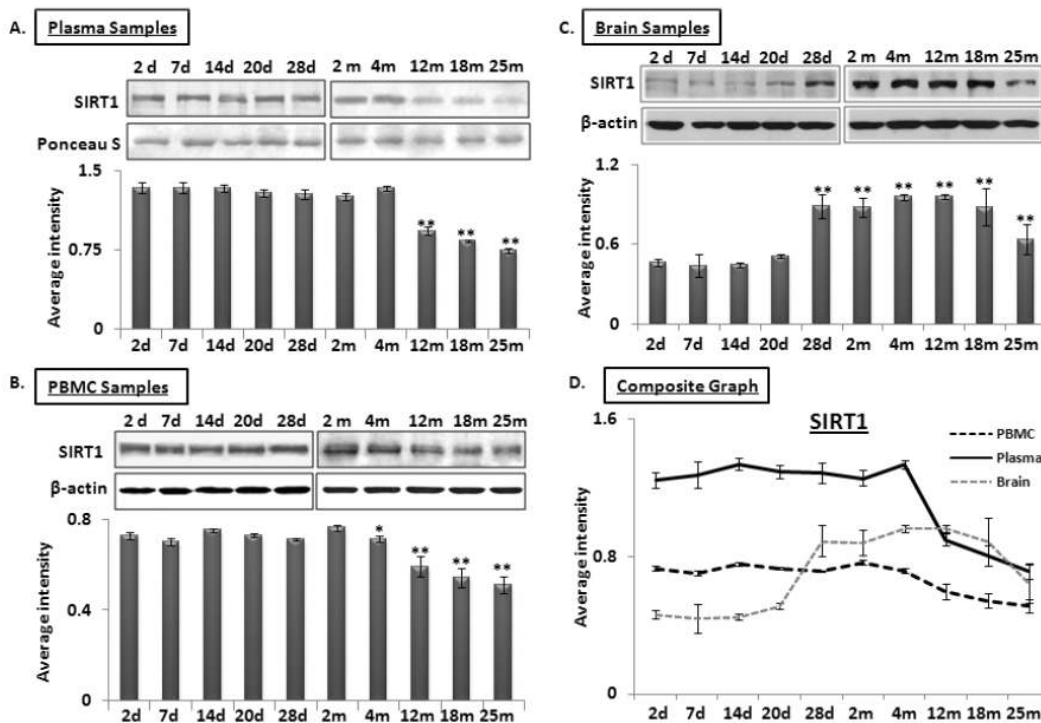 A. Plasma Samples
2 d 7d 14d 20d 28d 2 m 4m 12m 18m 25m
SIRT1
Ponceau S
Average intensity
1.5
0.75
0
** ** **
2d 7d 14d 20d 28d 2m 4m 12m 18m 25m
B. PBMC Samples
2 d 7d 14d 20d 28d 2 m 4m 12m 18m 25m
SIRT1
β-actin
Average intensity
0.8
0.4
0
* ** ** **
2d 7d 14d 20d 28d 2m 4m 12m 18m 25m
C. Brain Samples
2 d 7d 14d 20d 28d 2 m 4m 12m 18m 25m
SIRT1
β-actin
Average intensity
1.2
0.6
0
** ** ** ** ** **
2d 7d 14d 20d 28d 2m 4m 12m 18m 25m
D. Composite Graph
SIRT1
PBMC
Plasma
Brain
Average intensity
1.6
0.8
0
2d 7d 14d 20d 28d 2m 4m 12m 18m 25m